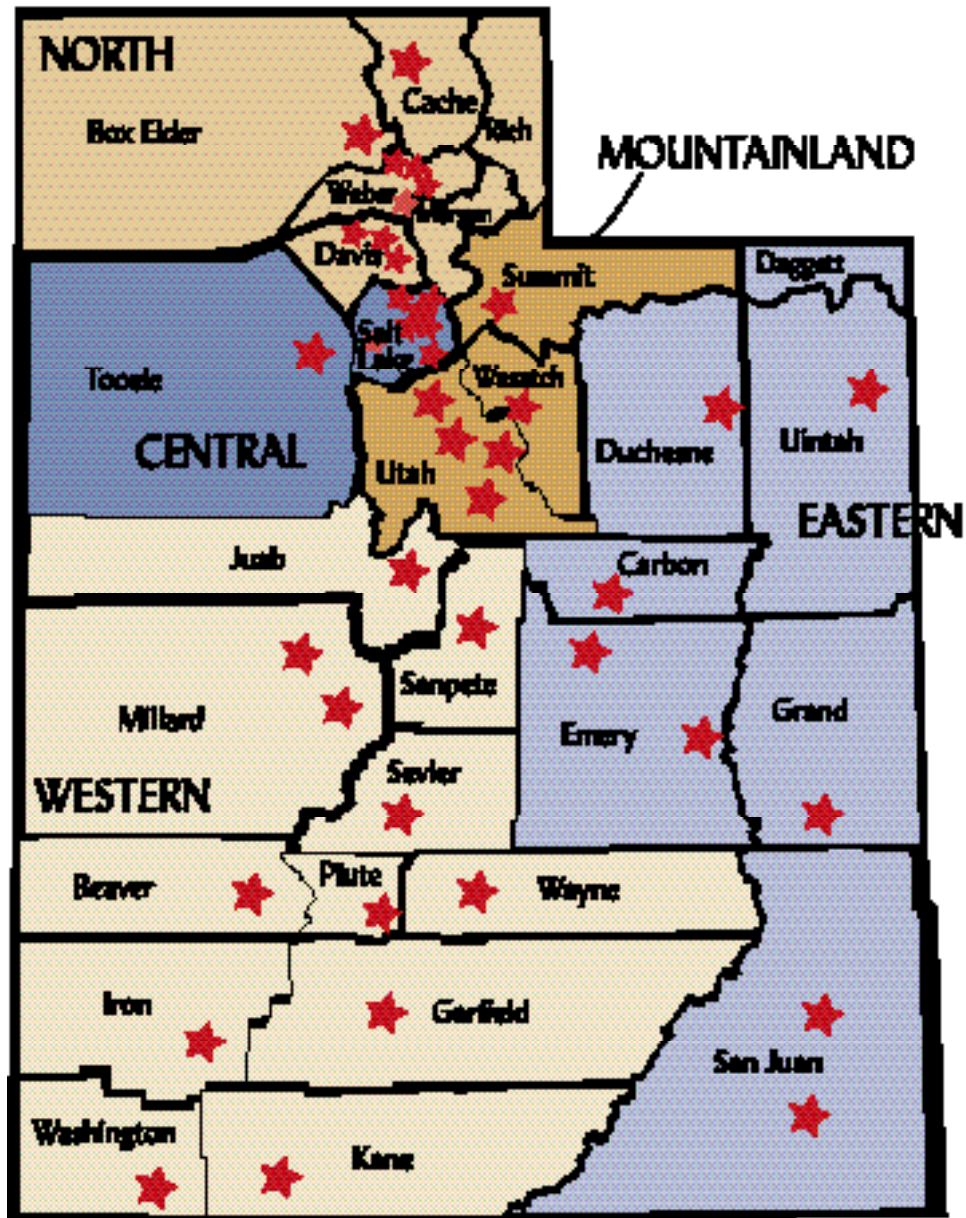 NORTH
Cache
Box Elder
Rich
MOUNTAINLAND
Weber
Davis
Summit
Daggett
Salt
Lake
Wasatch
Tooele
CENTRAL
Utah
Duchesne
Uintah
EASTERN
Juab
Carbon
Sanpete
Millard
Emery
Grand
Sevier
WESTERN
Beaver
Piute
Wayne
Iron
Garfield
San Juan
Washington
Kane